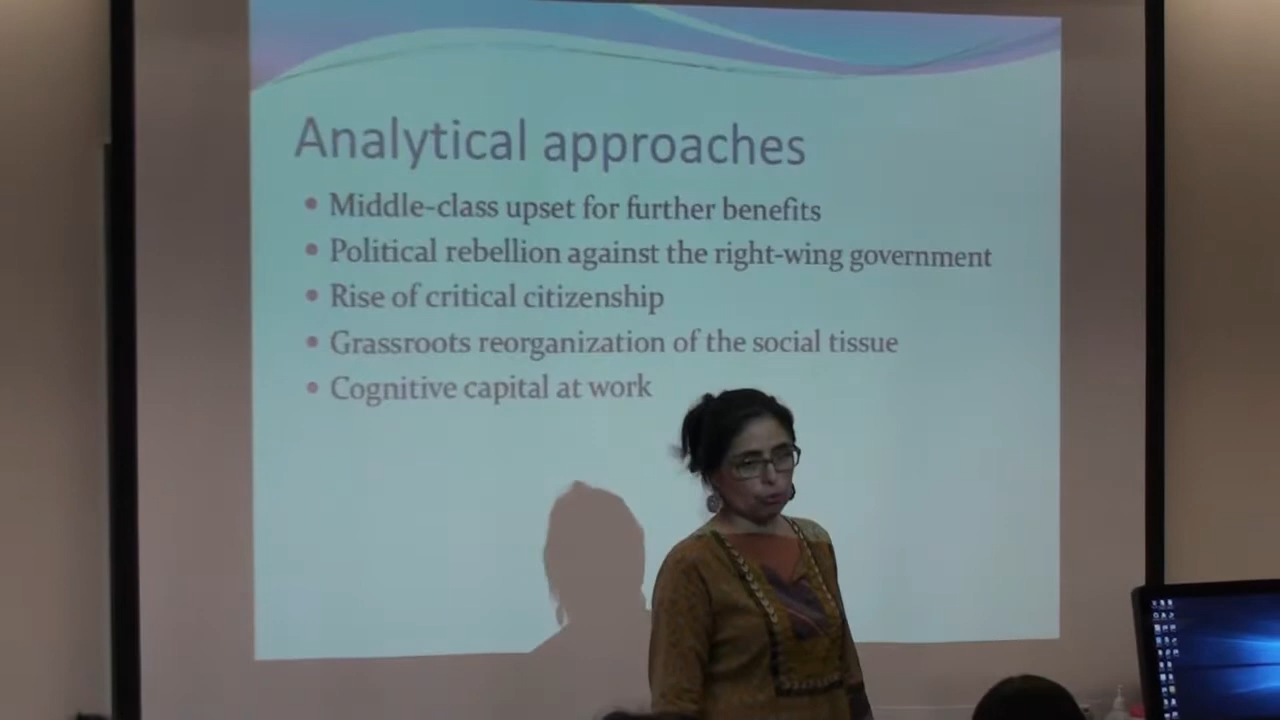 Analytical approaches
• Middle-class upset for further benefits
• Political rebellion against the right-wing government
• Rise of critical citizenship
• Grassroots reorganization of the social tissue
• Cognitive capital at work